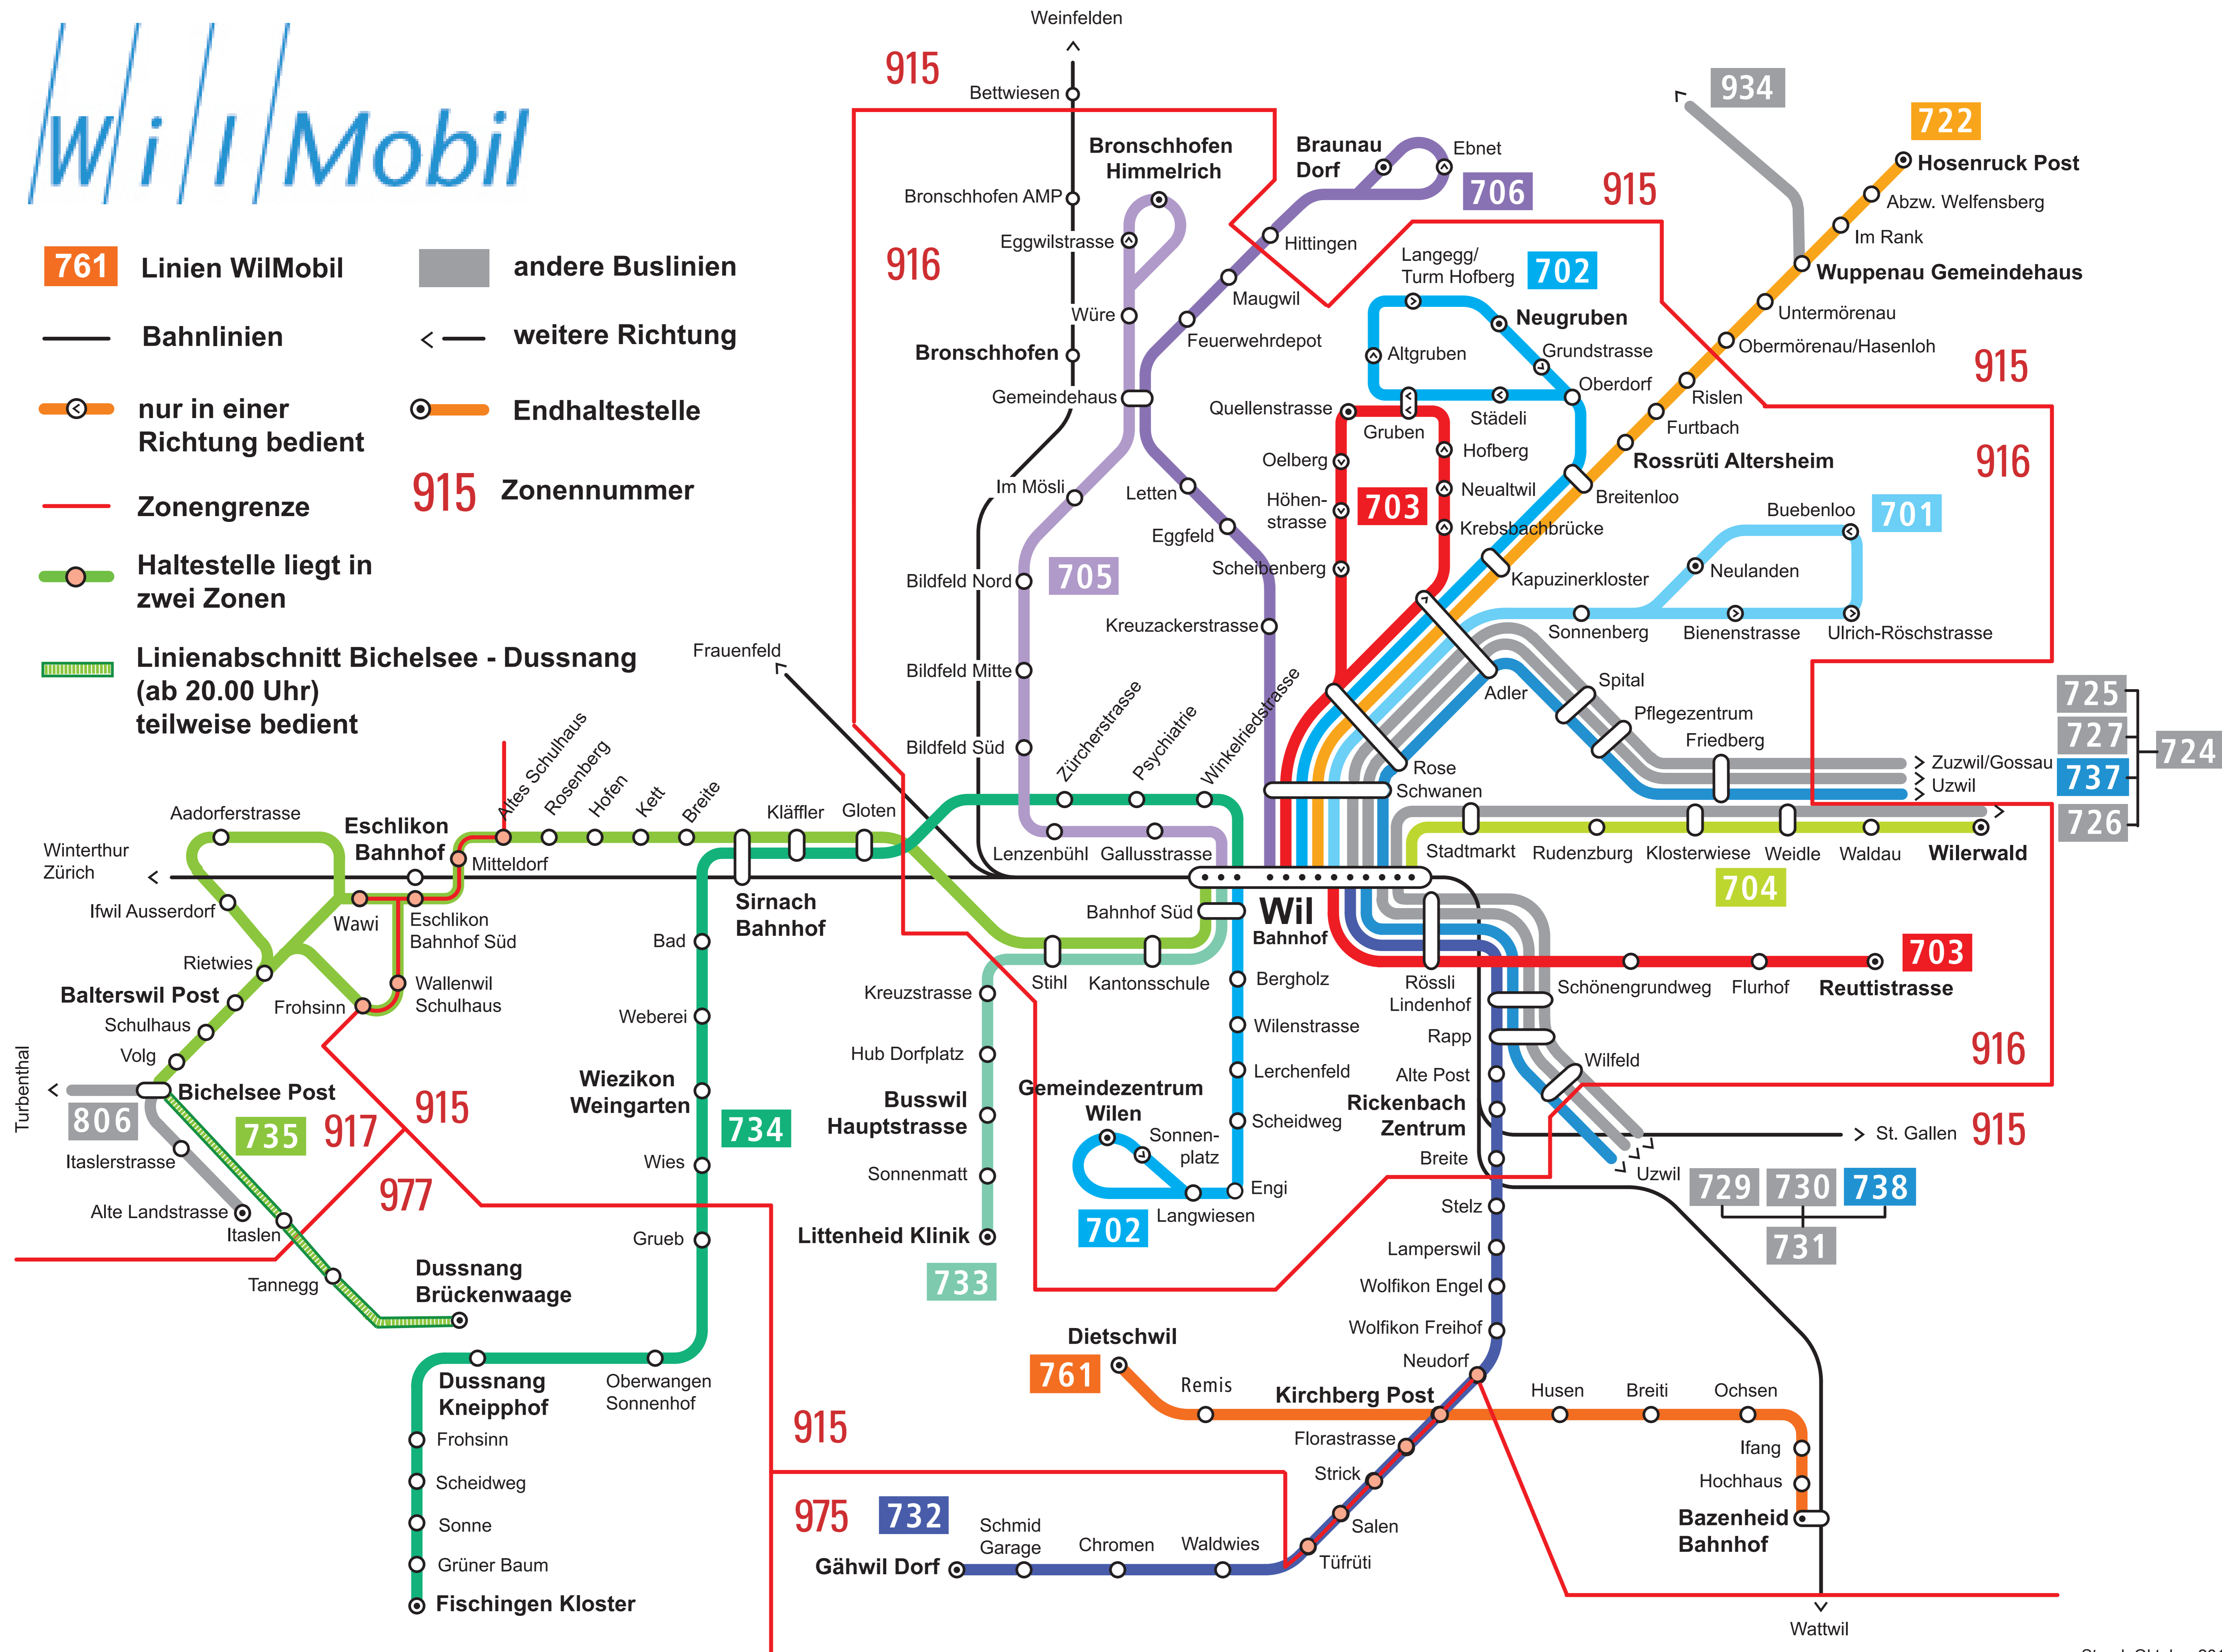 Wil Mobil
761 Linien WilMobil
andere Buslinien
Bahnlinien
weitere Richtung
nur in einer
Richtung bedient
Endhaltestelle
Zonengrenze
915 Zonennummer
Haltestelle liegt in
zwei Zonen
Linienabschnitt Bichelsee - Dussnang
(ab 20.00 Uhr)
teilweise bedient
Weinfelden
915
Bettwiesen
Bronschhofen
Himmelrich
Bronschhofen AMP
Eggwilstrasse
916
Würe
Bronschhofen
Gemeindehaus
Im Mösli
Bildfeld Nord
705
Bildfeld Mitte
Bildfeld Süd
Lenzenbühl
Gallusstrasse
Braunau
Dorf
Ebnet
706
915
Hittingen
Maugwil
Feuerwehrdepot
Letten
Eggfeld
Kreuzackerstrasse
Langegg/
Turm Hofberg
702
Neugruben
Altgruben
Grundstrasse
Oberdorf
Städeli
Quellenstrasse
Gruben
Oelberg
Hofberg
Höhen-
strasse
703
Neualtwil
Krebsbachbrücke
Scheibenberg
934
722
Hosenruck Post
Abzw. Welfensberg
Im Rank
Wuppenau Gemeindehaus
Untermörenau
Obermörenau/Hasenloh
915
Rislen
Furtbach
Rossrüti Altersheim
916
Breitenloo
Kapuzinerkloster
Buebenloo
701
Neulanden
Sonnenberg
Bienenstrasse
Ulrich-Röschstrasse
Adler
Spital
Pflegezentrum
Friedberg
Rose
Schwanen
Zuzwil/Gossau
Uzwil
725
727
724
737
726
Stadtmarkt
Rudenzburg
Klosterwiese
Weidle
Waldau
Wilerwald
704
Frauenfeld
Zürcherstrasse
Psychiatrie
Winkelriedstrasse
Altes Schulhaus
Rosenberg
Hofen
Kett
Breite
Kläffler
Gloten
Aadorferstrasse
Eschlikon
Bahnhof
Mitteldorf
Winterthur
Zürich
Ifwil Ausserdorf
Wawi
Eschlikon
Bahnhof Süd
Sirnach
Bahnhof
Bahnhof Süd
Wil
Bahnhof
Rietwies
Balterswil Post
Schulhaus
Volg
Frohsinn
Wallenwil
Schulhaus
Turbenthal
Bichelsee Post
806
735
917
915
977
Itaslerstrasse
Alte Landstrasse
Itaslen
Tannegg
Dussnang
Brückenwaage
Bad
Weberei
Wiezikon
Weingarten
734
Wies
Grueb
Oberwangen
Sonnenhof
Dussnang
Kneipphof
Frohsinn
Scheidweg
Sonne
Grüner Baum
Fischingen Kloster
Stihl
Kantonsschule
Kreuzstrasse
Hub Dorfplatz
Busswil
Hauptstrasse
Sonnenmatt
Littenheid Klinik
733
Bergholz
Wilenstrasse
Lerchenfeld
Gemeindezentrum
Wilen
Scheidweg
Sonnen-
platz
Engi
Langwiesen
702
Rössli
Lindenhof
Schönengrundweg
Flurhof
703
Reuttistrasse
Rapp
Wilfeld
916
Alte Post
Rickenbach
Zentrum
Breite
St. Gallen
915
Uzwil
729
730
738
731
Stelz
Lamperswil
Wolfikon Engel
Wolfikon Freihof
Neudorf
Dietschwil
761
Remis
Kirchberg Post
Husen
Breiti
Ochsen
Ifang
Hochhaus
Bazenheid
Bahnhof
Wattwil
Florastrasse
Strick
Salen
Tüfrüti
915
975
732
Schmid
Garage
Chromen
Waldwies
Gähwil Dorf